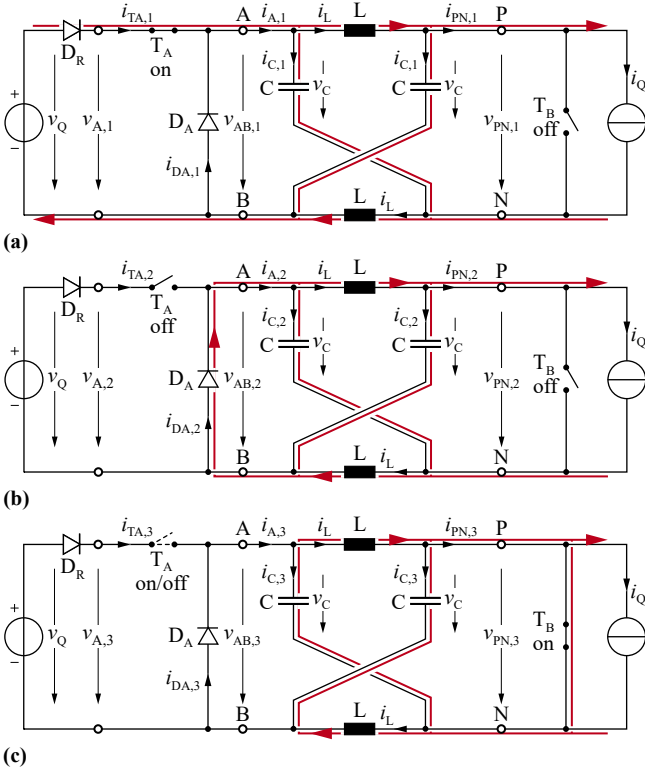 i_TA,1 A i_A,1 i_L L i_PN,1 P
D_R T_A on i_C,1 i_C,1 i_Q
+ C v_C C v_C T_B off
v_Q v_A,1 D_A v_AB,1 v_PN,1
−
i_DA,1
B L i_L N
(a)
i_TA,2 A i_A,2 i_L L i_PN,2 P
D_R T_A off i_C,2 i_C,2 i_Q
+ C v_C C v_C T_B off
v_Q v_A,2 D_A v_AB,2 v_PN,2
−
i_DA,2
B L i_L N
(b)
i_TA,3 A i_A,3 i_L L i_PN,3 P
D_R T_A on/off i_C,3 i_C,3 i_Q
+ C v_C C v_C T_B on
v_Q v_A,3 D_A v_AB,3 v_PN,3
−
i_DA,3
B L i_L N
(c)